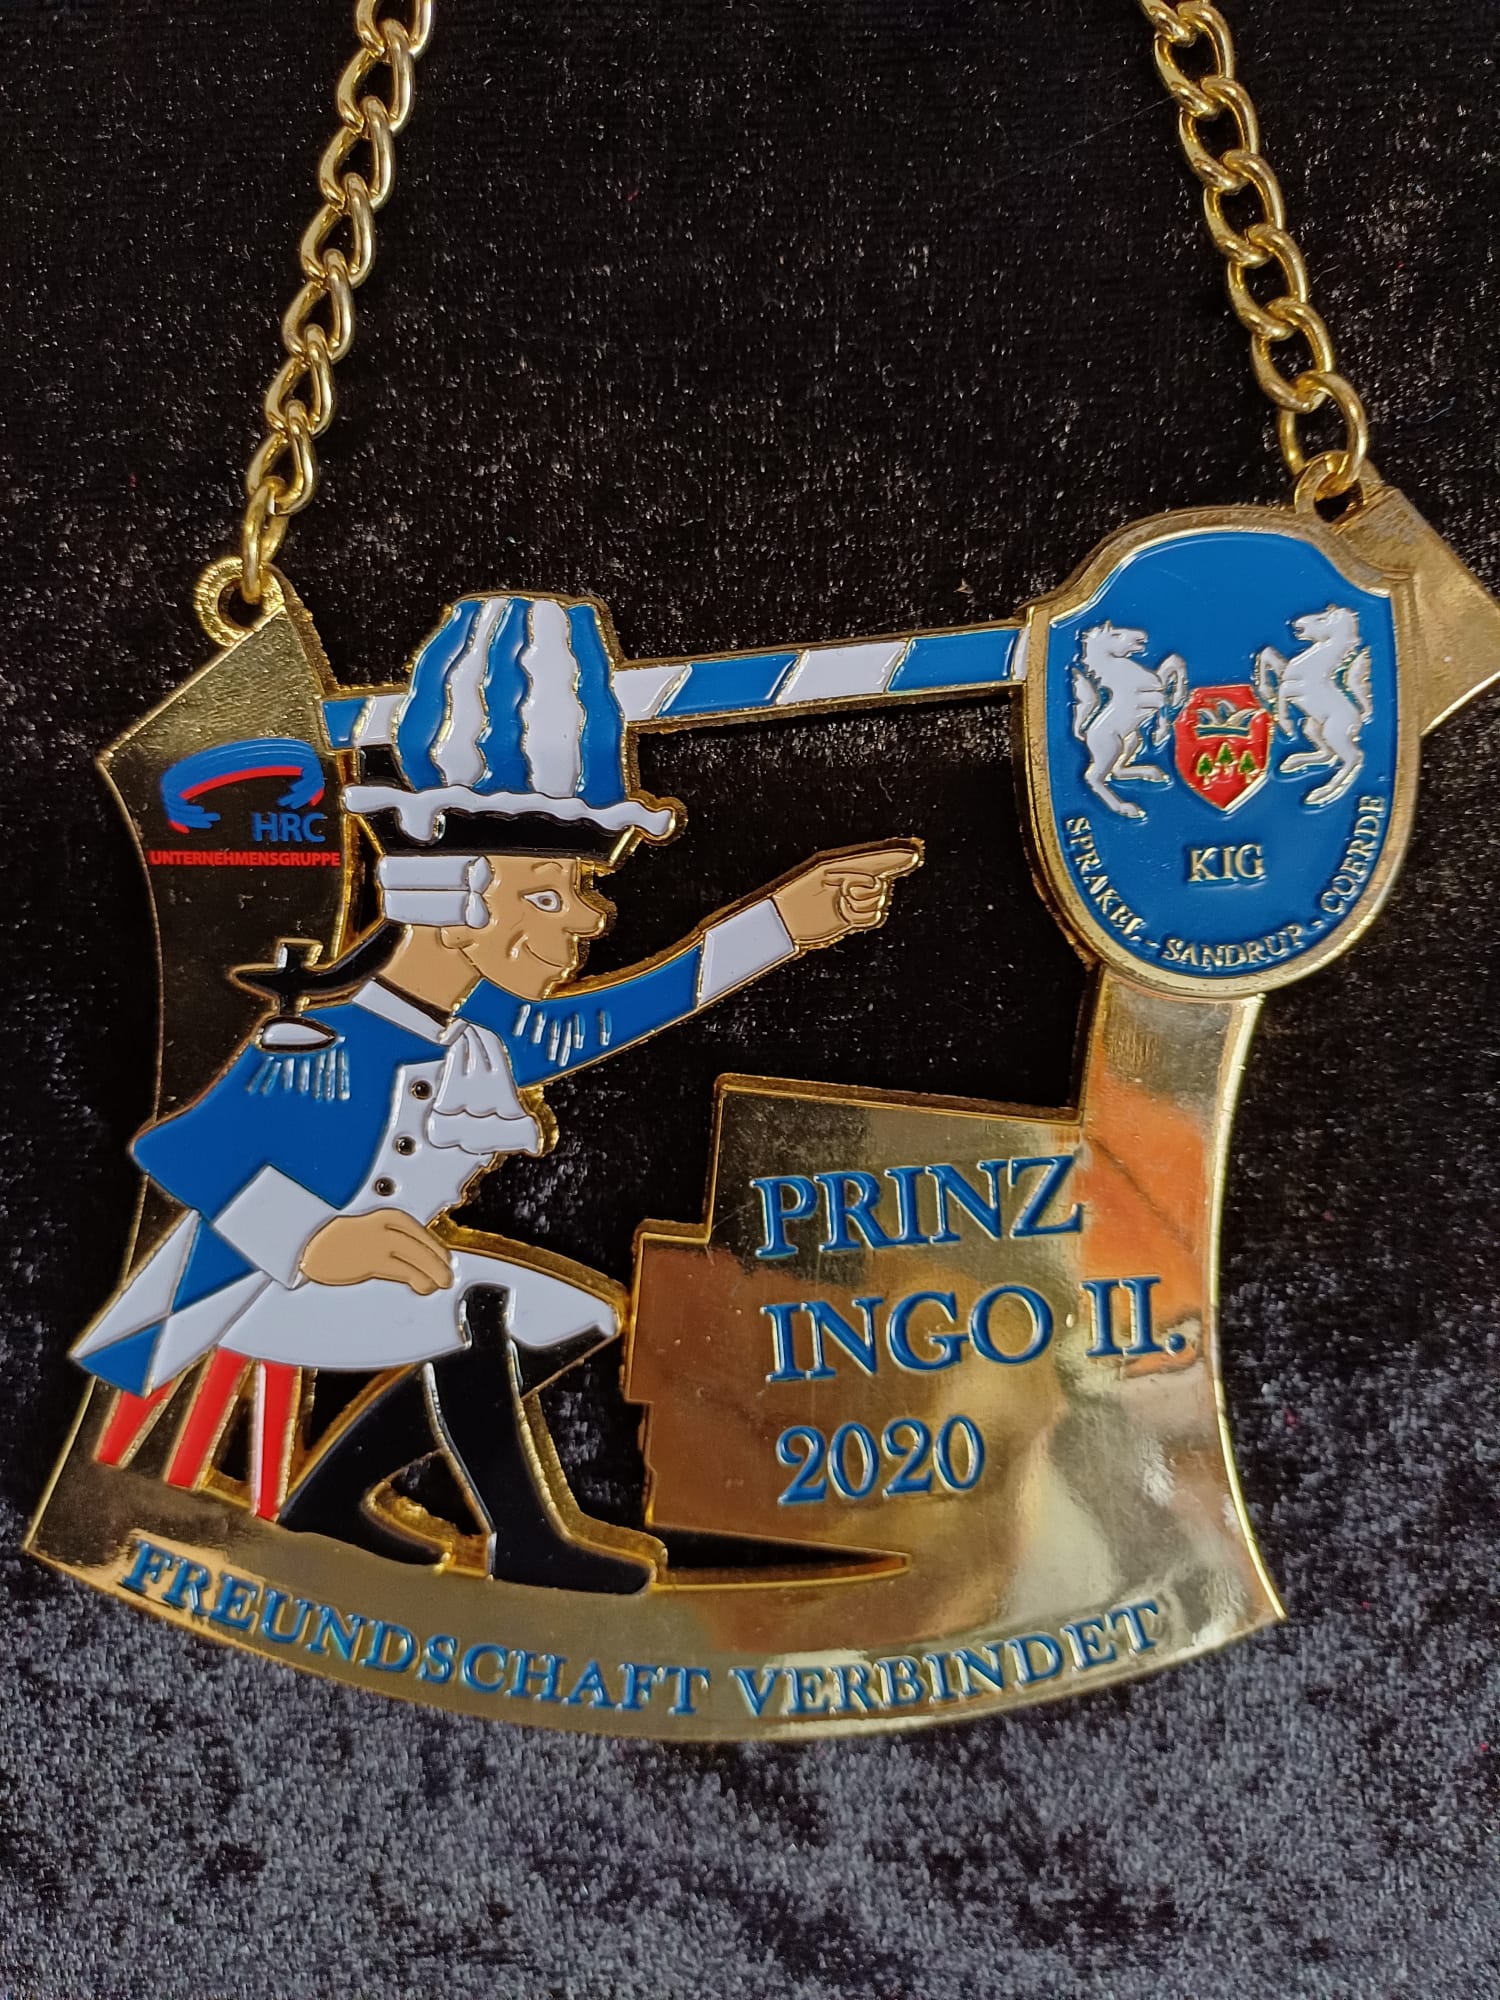 HRC
UNTERNEHMENSGRUPPE
KIG
SPRAKEL - SANDRUP - COERDE
PRINZ
INGO II.
2020
FREUNDSCHAFT VERBINDET